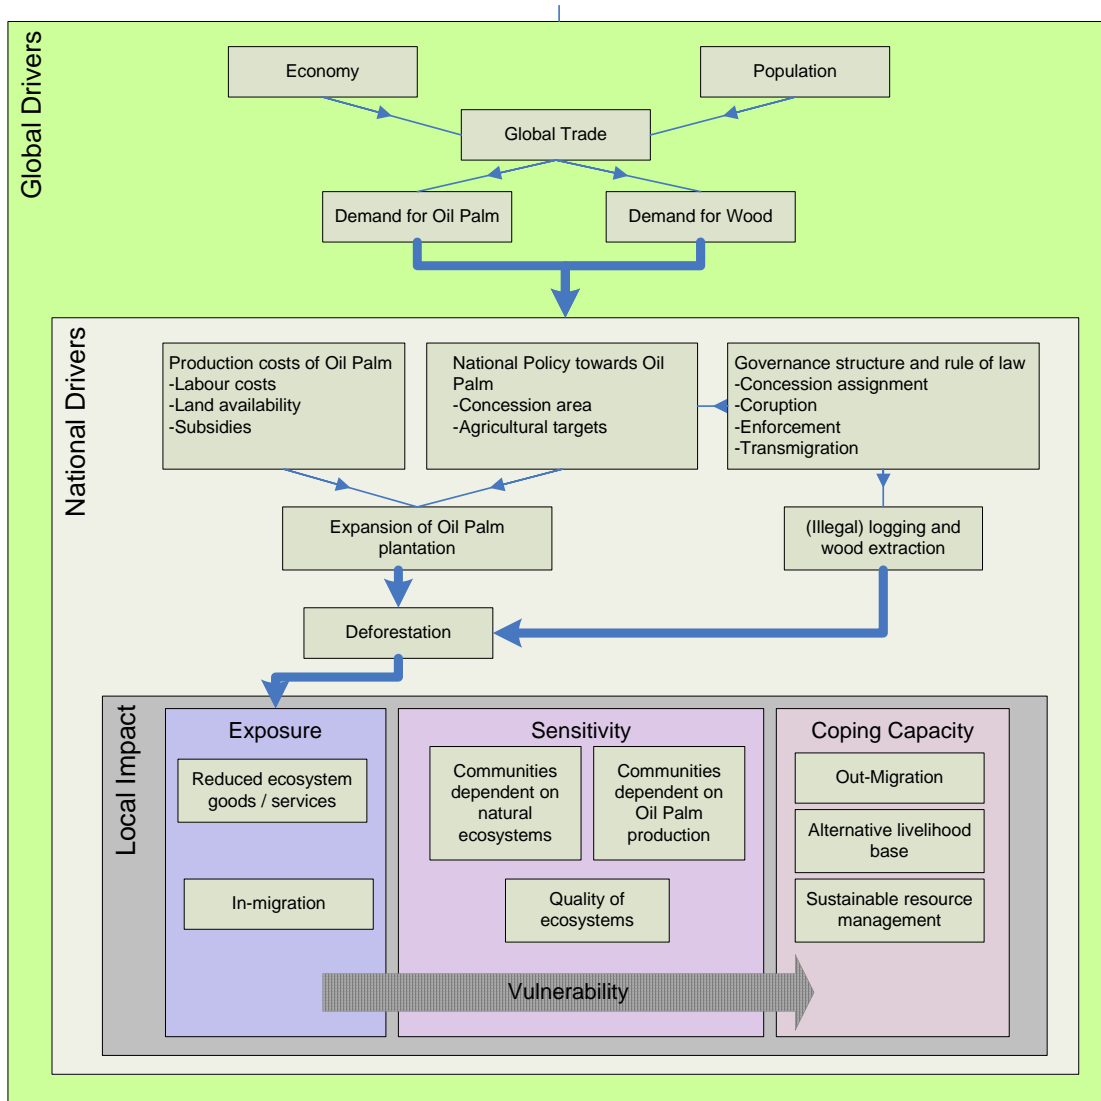 Global Drivers
Economy
Population
Global Trade
Demand for Oil Palm
Demand for Wood
National Drivers
Production costs of Oil Palm
-Labour costs
-Land availability
-Subsidies
National Policy towards Oil
Palm
-Concession area
-Agricultural targets
Governance structure and rule of law
-Concession assignment
-Coruption
-Enforcement
-Transmigration
Expansion of Oil Palm
plantation
(Illegal) logging and
wood extraction
Deforestation
Local Impact
Exposure
Reduced ecosystem
goods / services
In-migration
Sensitivity
Communities
dependent on
natural
ecosystems
Communities
dependent on
Oil Palm
production
Quality of
ecosystems
Coping Capacity
Out-Migration
Alternative livelihood
base
Sustainable resource
management
Vulnerability